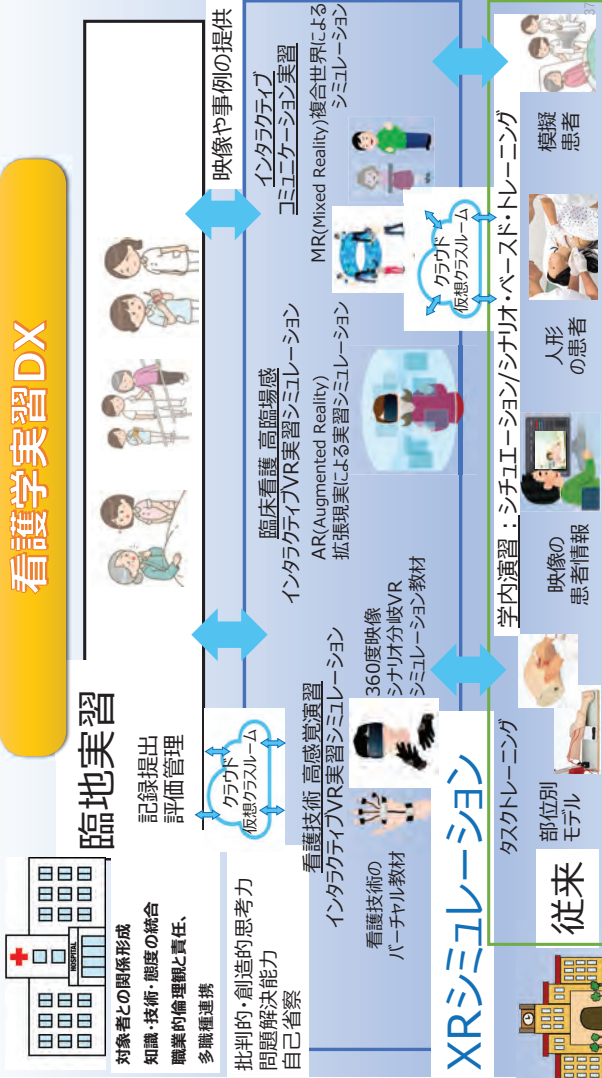 看護学実習DX
臨地実習
記録提出
評価管理
HOSPITAL
対象者との関係形成
知識・技術・態度の統合
職業的倫理観と責任、
多職種連携
批判的・創造的思考力
問題解決能力
自己省察
クラウド
仮想クラスルーム
映像や事例の提供
看護技術 高感覚演習
インタラクティブVR実習シミュレーション
看護技術の
バーチャル教材
360度映像
シナリオ分岐VR
シミュレーション教材
臨床看護 高臨場感
インタラクティブVR実習シミュレーション
AR(Augmented Reality)
拡張現実による実習シミュレーション
インタラクティブ
コミュニケーション実習
MR(Mixed Reality)複合世界による
シミュレーション
クラウド
仮想クラスルーム
XRシミュレーション
学内演習:シチュエーション/シナリオ・ベースド・トレーニング
従来
タスクトレーニング
部位別
モデル
映像の
患者情報
人形
の患者
模擬
患者
37